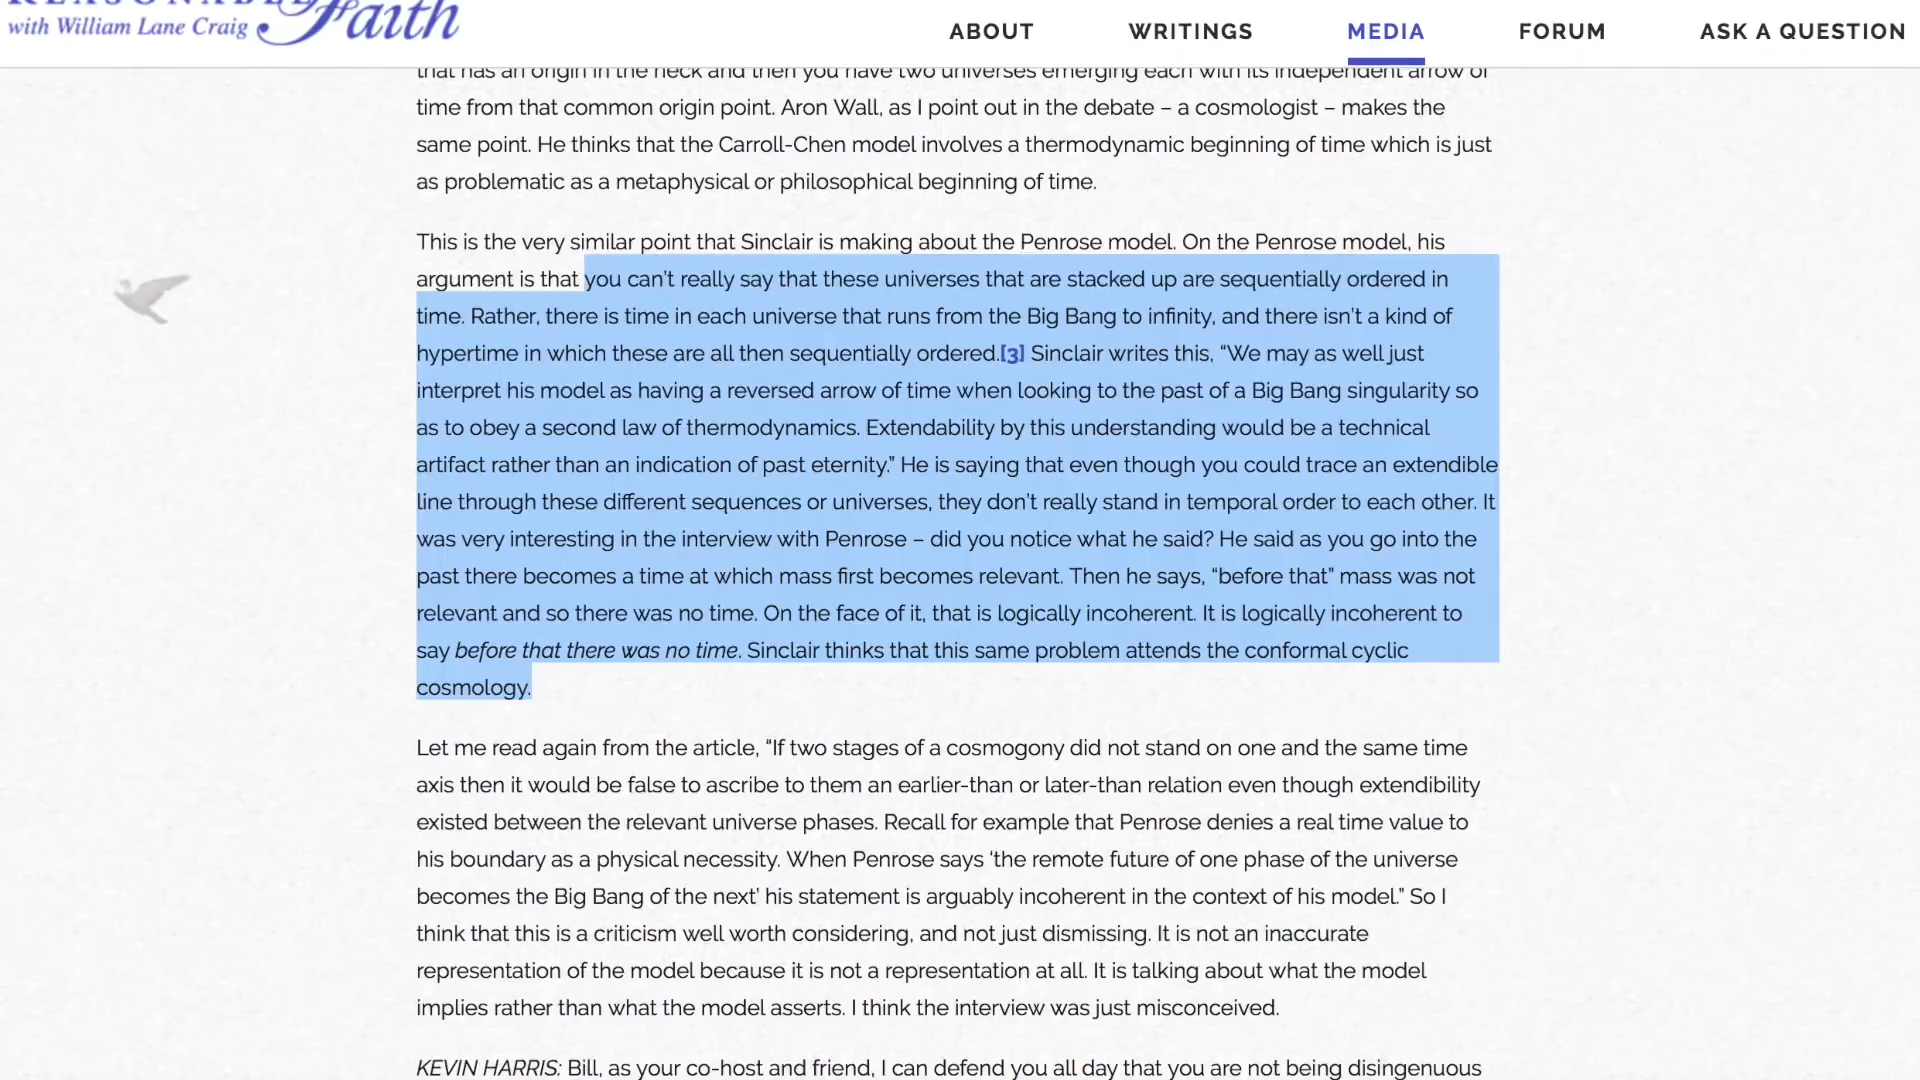 REASONABLE
Faith
with William Lane Craig
ABOUT
WRITINGS
MEDIA
FORUM
ASK A QUESTION
that has an origin in the neck and then you have two universes emerging each with its independent arrow of
time from that common origin point. Aron Wall, as I point out in the debate – a cosmologist – makes the
same point. He thinks that the Carroll-Chen model involves a thermodynamic beginning of time which is just
as problematic as a metaphysical or philosophical beginning of time.
This is the very similar point that Sinclair is making about the Penrose model. On the Penrose model, his
argument is that you can’t really say that these universes that are stacked up are sequentially ordered in
time. Rather, there is time in each universe that runs from the Big Bang to infinity, and there isn’t a kind of
hypertime in which these are all then sequentially ordered.[3] Sinclair writes this, “We may as well just
interpret his model as having a reversed arrow of time when looking to the past of a Big Bang singularity so
as to obey a second law of thermodynamics. Extendability by this understanding would be a technical
artifact rather than an indication of past eternity.” He is saying that even though you could trace an extendible
line through these different sequences or universes, they don’t really stand in temporal order to each other. It
was very interesting in the interview with Penrose – did you notice what he said? He said as you go into the
past there becomes a time at which mass first becomes relevant. Then he says, “before that” mass was not
relevant and so there was no time. On the face of it, that is logically incoherent. It is logically incoherent to
say before that there was no time. Sinclair thinks that this same problem attends the conformal cyclic
cosmology.
Let me read again from the article, “If two stages of a cosmogony did not stand on one and the same time
axis then it would be false to ascribe to them an earlier-than or later-than relation even though extendibility
existed between the relevant universe phases. Recall for example that Penrose denies a real time value to
his boundary as a physical necessity. When Penrose says ‘the remote future of one phase of the universe
becomes the Big Bang of the next’ his statement is arguably incoherent in the context of his model.” So I
think that this is a criticism well worth considering, and not just dismissing. It is not an inaccurate
representation of the model because it is not a representation at all. It is talking about what the model
implies rather than what the model asserts. I think the interview was just misconceived.
KEVIN HARRIS: Bill, as your co-host and friend, I can defend you all day that you are not being disingenuous